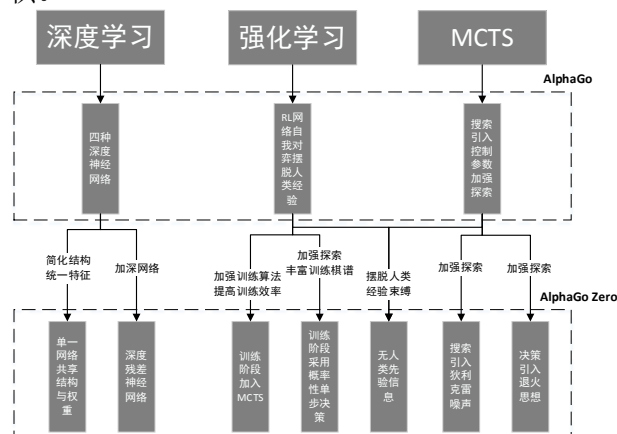 深度学习
强化学习
MCTS
AlphaGo
四种
深度
神经
网络
RL网
络自
我对
弈摆
脱人
类经
验
搜索
引入
控制
参数
加强
探索
简化结构
统一特征
加深网络
加强训练算法
提高训练效率
加强探索
丰富训练棋谱
摆脱人类
经验束缚
加强探索
加强探索
AlphaGo Zero
单一
网络
共享
结构
与权
重
深度
残差
神经
网络
训练
阶段
加入
MCTS
训练
阶段
采用
概率
性单
步决
策
无人
类先
验信
息
搜索
引入
狄利
克雷
噪声
决策
引入
退火
思想